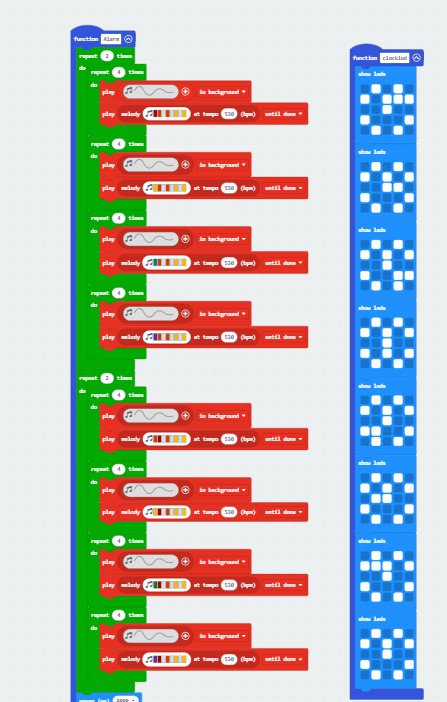 function Alarm
repeat 2 times
do
repeat 4 times
do
play in background
play melody at tempo 530 (bpm) until done
repeat 4 times
do
play in background
play melody at tempo 530 (bpm) until done
repeat 4 times
do
play in background
play melody at tempo 530 (bpm) until done
repeat 4 times
do
play in background
play melody at tempo 530 (bpm) until done
repeat 2 times
do
repeat 4 times
do
play in background
play melody at tempo 530 (bpm) until done
repeat 4 times
do
play in background
play melody at tempo 530 (bpm) until done
repeat 4 times
do
play in background
play melody at tempo 530 (bpm) until done
repeat 4 times
do
play in background
play melody at tempo 530 (bpm) until done
function clockled
show leds
show leds
show leds
show leds
show leds
show leds
show leds
show leds